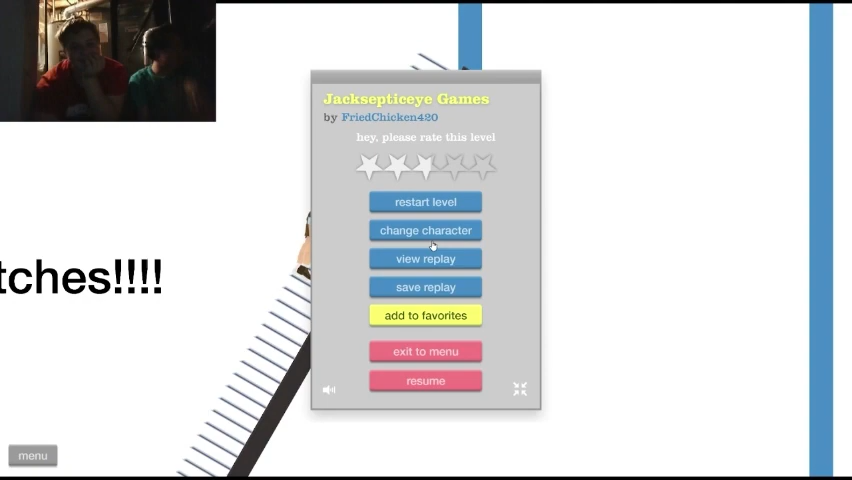 Jacksepticeye Games
by FriedChicken420
hey, please rate this level
restart level
change character
view replay
tches!!!!
save replay
add to favorites
exit to menu
resume
menu